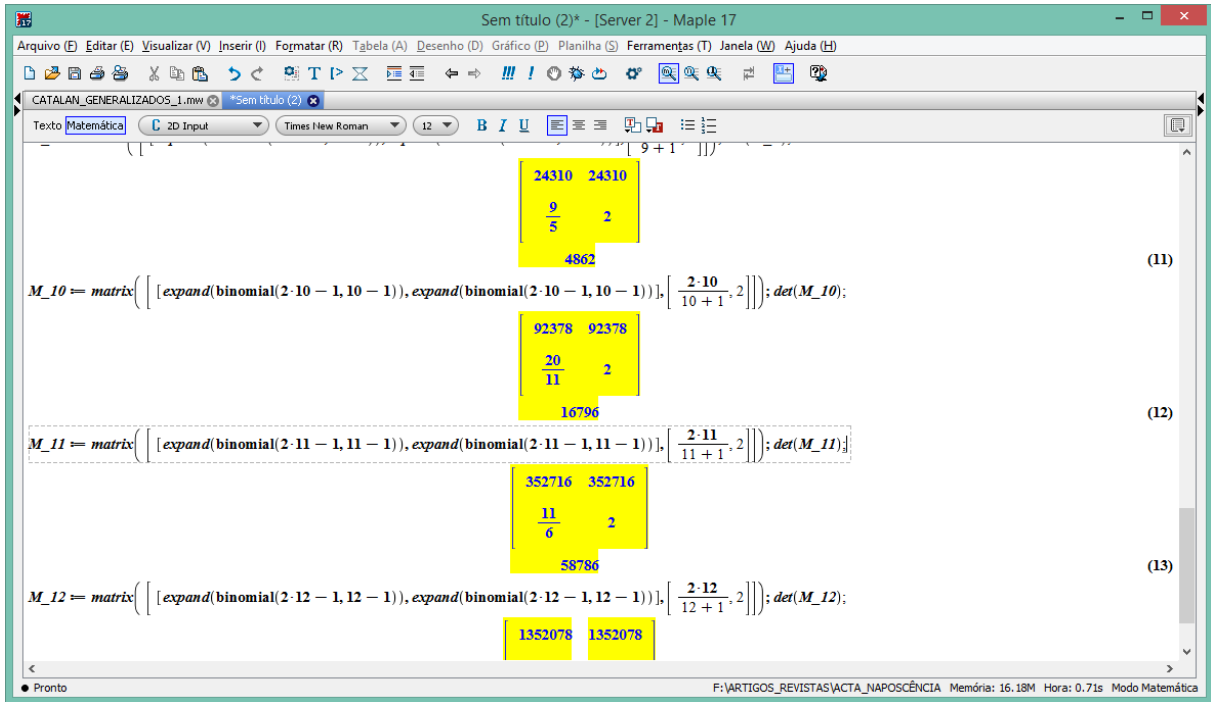 Sem título (2)* - [Server 2] - Maple 17
Arquivo (F) Editar (E) Visualizar (V) Inserir (I) Formatar (R) Tabela (A) Desenho (D) Gráfico (P) Planilha (S) Ferramentas (T) Janela (W) Ajuda (H)
CATALAN_GENERALIZADOS_1.mw *Sem título (2)
Texto Matemática C 2D Input Times New Roman 12 B I U
9 + 1
24310 24310
9/5 2
4862 (11)
M_10 := matrix([[expand(binomial(2·10 − 1, 10 − 1)), expand(binomial(2·10 − 1, 10 − 1))], [2·10/10 + 1, 2]]); det(M_10);
92378 92378
20/11 2
16796 (12)
M_11 := matrix([[expand(binomial(2·11 − 1, 11 − 1)), expand(binomial(2·11 − 1, 11 − 1))], [2·11/11 + 1, 2]]); det(M_11);
352716 352716
11/6 2
58786 (13)
M_12 := matrix([[expand(binomial(2·12 − 1, 12 − 1)), expand(binomial(2·12 − 1, 12 − 1))], [2·12/12 + 1, 2]]); det(M_12);
1352078 1352078
Pronto F:\ARTIGOS_REVISTAS\ACTA_NAPOSCÊNCIA Memória: 16.18M Hora: 0.71s Modo Matemática